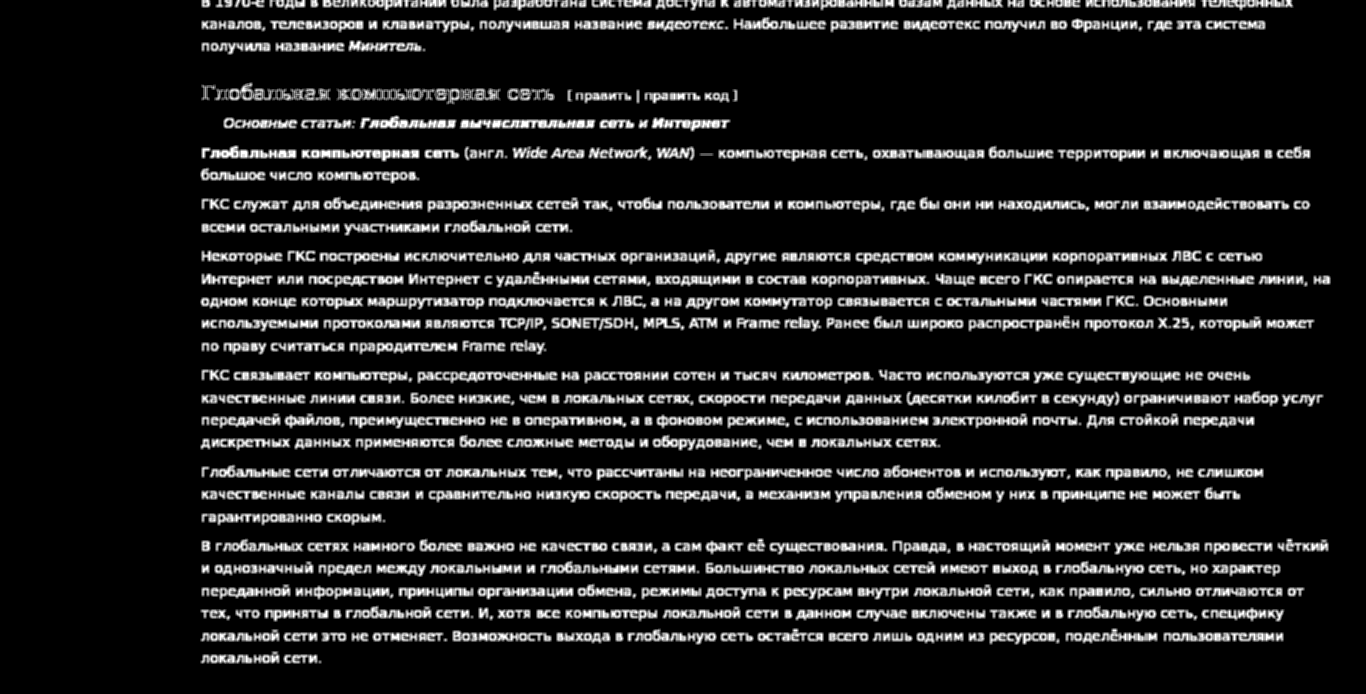 В 1970-е годы в Великобритании была разработана система доступа к автоматизированным базам данных на основе использования телефонных
каналов, телевизоров и клавиатуры, получившая название видеотекс. Наибольшее развитие видеотекс получил во Франции, где эта система
получила название Минитель.
Глобальная компьютерная сеть [ править | править код ]
Основные статьи: Глобальная вычислительная сеть и Интернет
Глобальная компьютерная сеть (англ. Wide Area Network, WAN) — компьютерная сеть, охватывающая большие территории и включающая в себя
большое число компьютеров.
ГКС служат для объединения разрозненных сетей так, чтобы пользователи и компьютеры, где бы они ни находились, могли взаимодействовать со
всеми остальными участниками глобальной сети.
Некоторые ГКС построены исключительно для частных организаций, другие являются средством коммуникации корпоративных ЛВС с сетью
Интернет или посредством Интернет с удалёнными сетями, входящими в состав корпоративных. Чаще всего ГКС опирается на выделенные линии, на
одном конце которых маршрутизатор подключается к ЛВС, а на другом коммутатор связывается с остальными частями ГКС. Основными
используемыми протоколами являются TCP/IP, SONET/SDH, MPLS, ATM и Frame relay. Ранее был широко распространён протокол X.25, который может
по праву считаться прародителем Frame relay.
ГКС связывает компьютеры, рассредоточенные на расстоянии сотен и тысяч километров. Часто используются уже существующие не очень
качественные линии связи. Более низкие, чем в локальных сетях, скорости передачи данных (десятки килобит в секунду) ограничивают набор услуг
передачей файлов, преимущественно не в оперативном, а в фоновом режиме, с использованием электронной почты. Для стойкой передачи
дискретных данных применяются более сложные методы и оборудование, чем в локальных сетях.
Глобальные сети отличаются от локальных тем, что рассчитаны на неограниченное число абонентов и используют, как правило, не слишком
качественные каналы связи и сравнительно низкую скорость передачи, а механизм управления обменом у них в принципе не может быть
гарантированно скорым.
В глобальных сетях намного более важно не качество связи, а сам факт её существования. Правда, в настоящий момент уже нельзя провести чёткий
и однозначный предел между локальными и глобальными сетями. Большинство локальных сетей имеют выход в глобальную сеть, но характер
переданной информации, принципы организации обмена, режимы доступа к ресурсам внутри локальной сети, как правило, сильно отличаются от
тех, что приняты в глобальной сети. И, хотя все компьютеры локальной сети в данном случае включены также и в глобальную сеть, специфику
локальной сети это не отменяет. Возможность выхода в глобальную сеть остаётся всего лишь одним из ресурсов, поделённым пользователями
локальной сети.